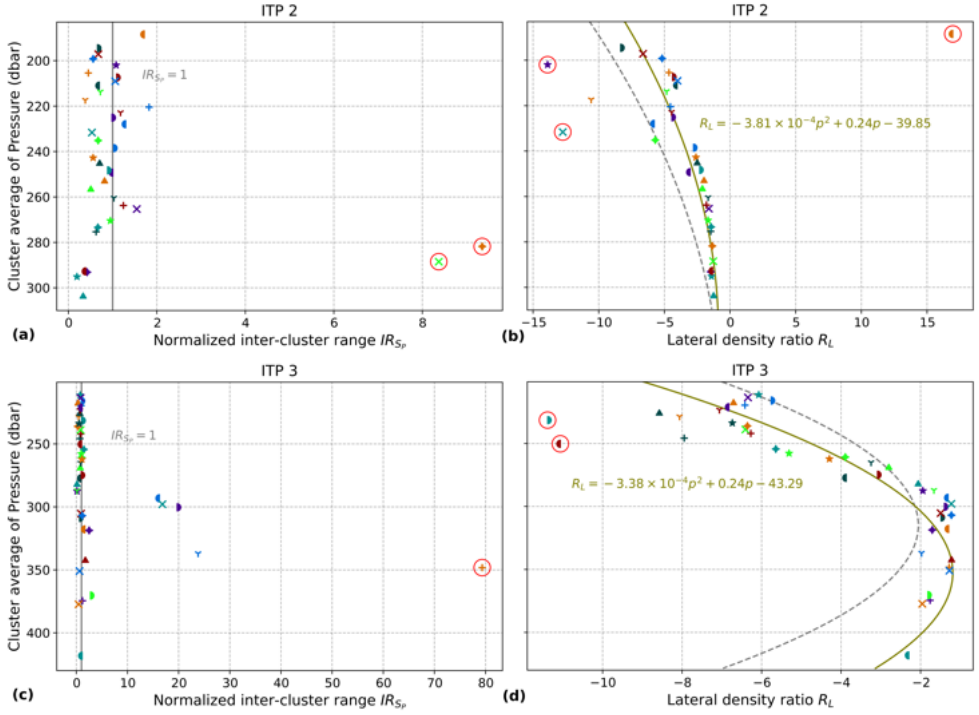 ITP 2
Cluster average of Pressure (dbar)
200
220
240
260
280
300
IR_{S_P} = 1
0
2
4
6
8
(a)
Normalized inter-cluster range IR_{S_P}
ITP 2
R_L = −3.81 × 10⁻⁴p² + 0.24p − 39.85
−15
−10
−5
0
5
10
15
(b)
Lateral density ratio R_L
ITP 3
Cluster average of Pressure (dbar)
250
300
350
400
IR_{S_P} = 1
0
10
20
30
40
50
60
70
80
(c)
Normalized inter-cluster range IR_{S_P}
ITP 3
R_L = −3.38 × 10⁻⁴p² + 0.24p − 43.29
−10
−8
−6
−4
−2
(d)
Lateral density ratio R_L